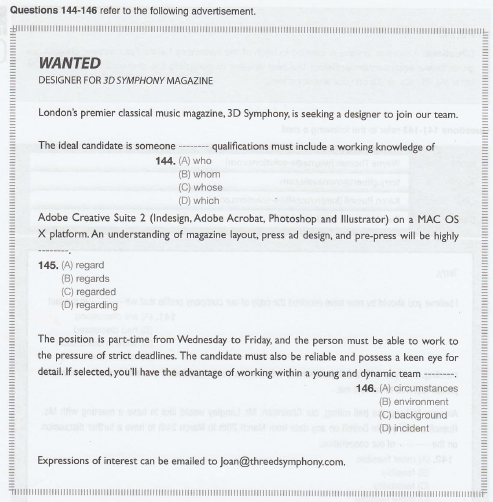 Questions 144-146 refer to the following advertisement.
WANTED
DESIGNER FOR 3D SYMPHONY MAGAZINE
London's premier classical music magazine, 3D Symphony, is seeking a designer to join our team.
The ideal candidate is someone -------- qualifications must include a working knowledge of
144. (A) who
(B) whom
(C) whose
(D) which
Adobe Creative Suite 2 (Indesign, Adobe Acrobat, Photoshop and Illustrator) on a MAC OS
X platform. An understanding of magazine layout, press ad design, and pre-press will be highly
--------.
145. (A) regard
(B) regards
(C) regarded
(D) regarding
The position is part-time from Wednesday to Friday, and the person must be able to work to
the pressure of strict deadlines. The candidate must also be reliable and possess a keen eye for
detail. If selected, you'll have the advantage of working within a young and dynamic team --------.
146. (A) circumstances
(B) environment
(C) background
(D) incident
Expressions of interest can be emailed to Joan@threedsymphony.com.